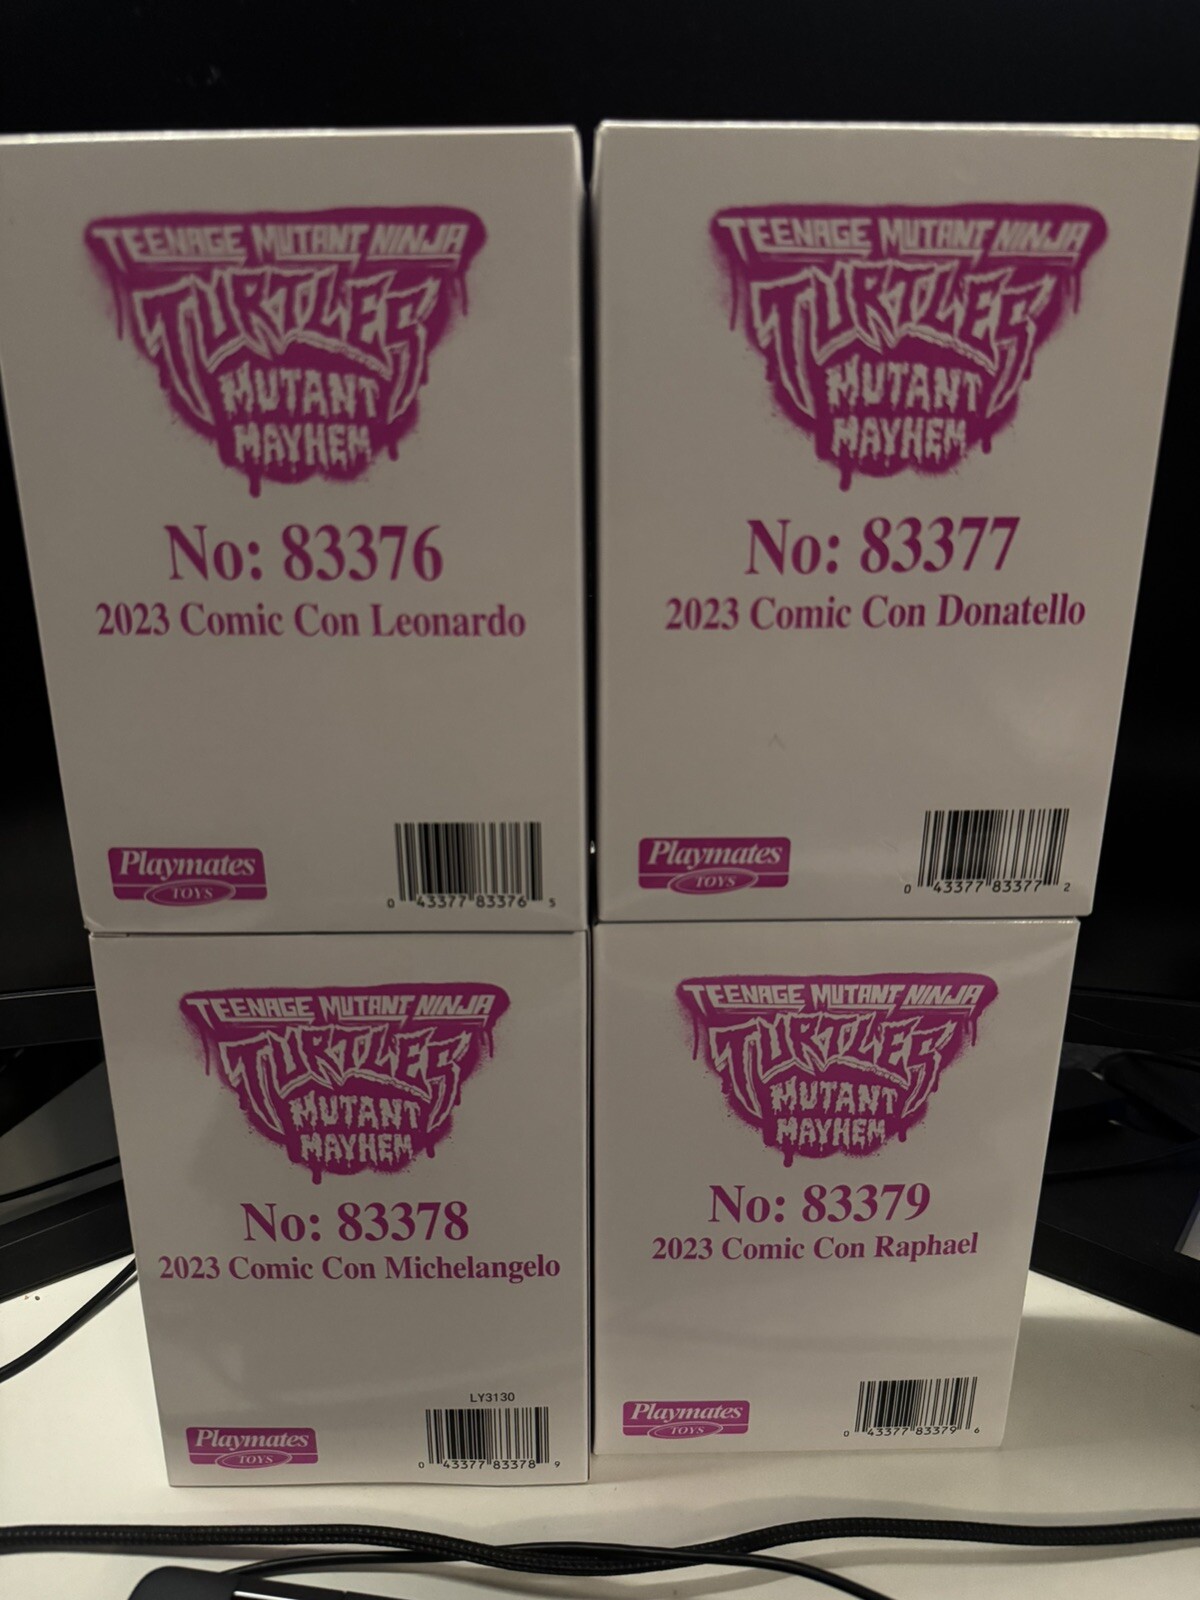 TEENAGE MUTANT NINJA
TURTLES
MUTANT
MAYHEM
No: 83376
2023 Comic Con Leonardo
Playmates
TOYS
0 43377 83376 5
TEENAGE MUTANT NINJA
TURTLES
MUTANT
MAYHEM
No: 83377
2023 Comic Con Donatello
Playmates
TOYS
0 43377 83377 2
TEENAGE MUTANT NINJA
TURTLES
MUTANT
MAYHEM
No: 83378
2023 Comic Con Michelangelo
LY3130
Playmates
TOYS
0 43377 83378 9
TEENAGE MUTANT NINJA
TURTLES
MUTANT
MAYHEM
No: 83379
2023 Comic Con Raphael
Playmates
TOYS
0 43377 83379 6